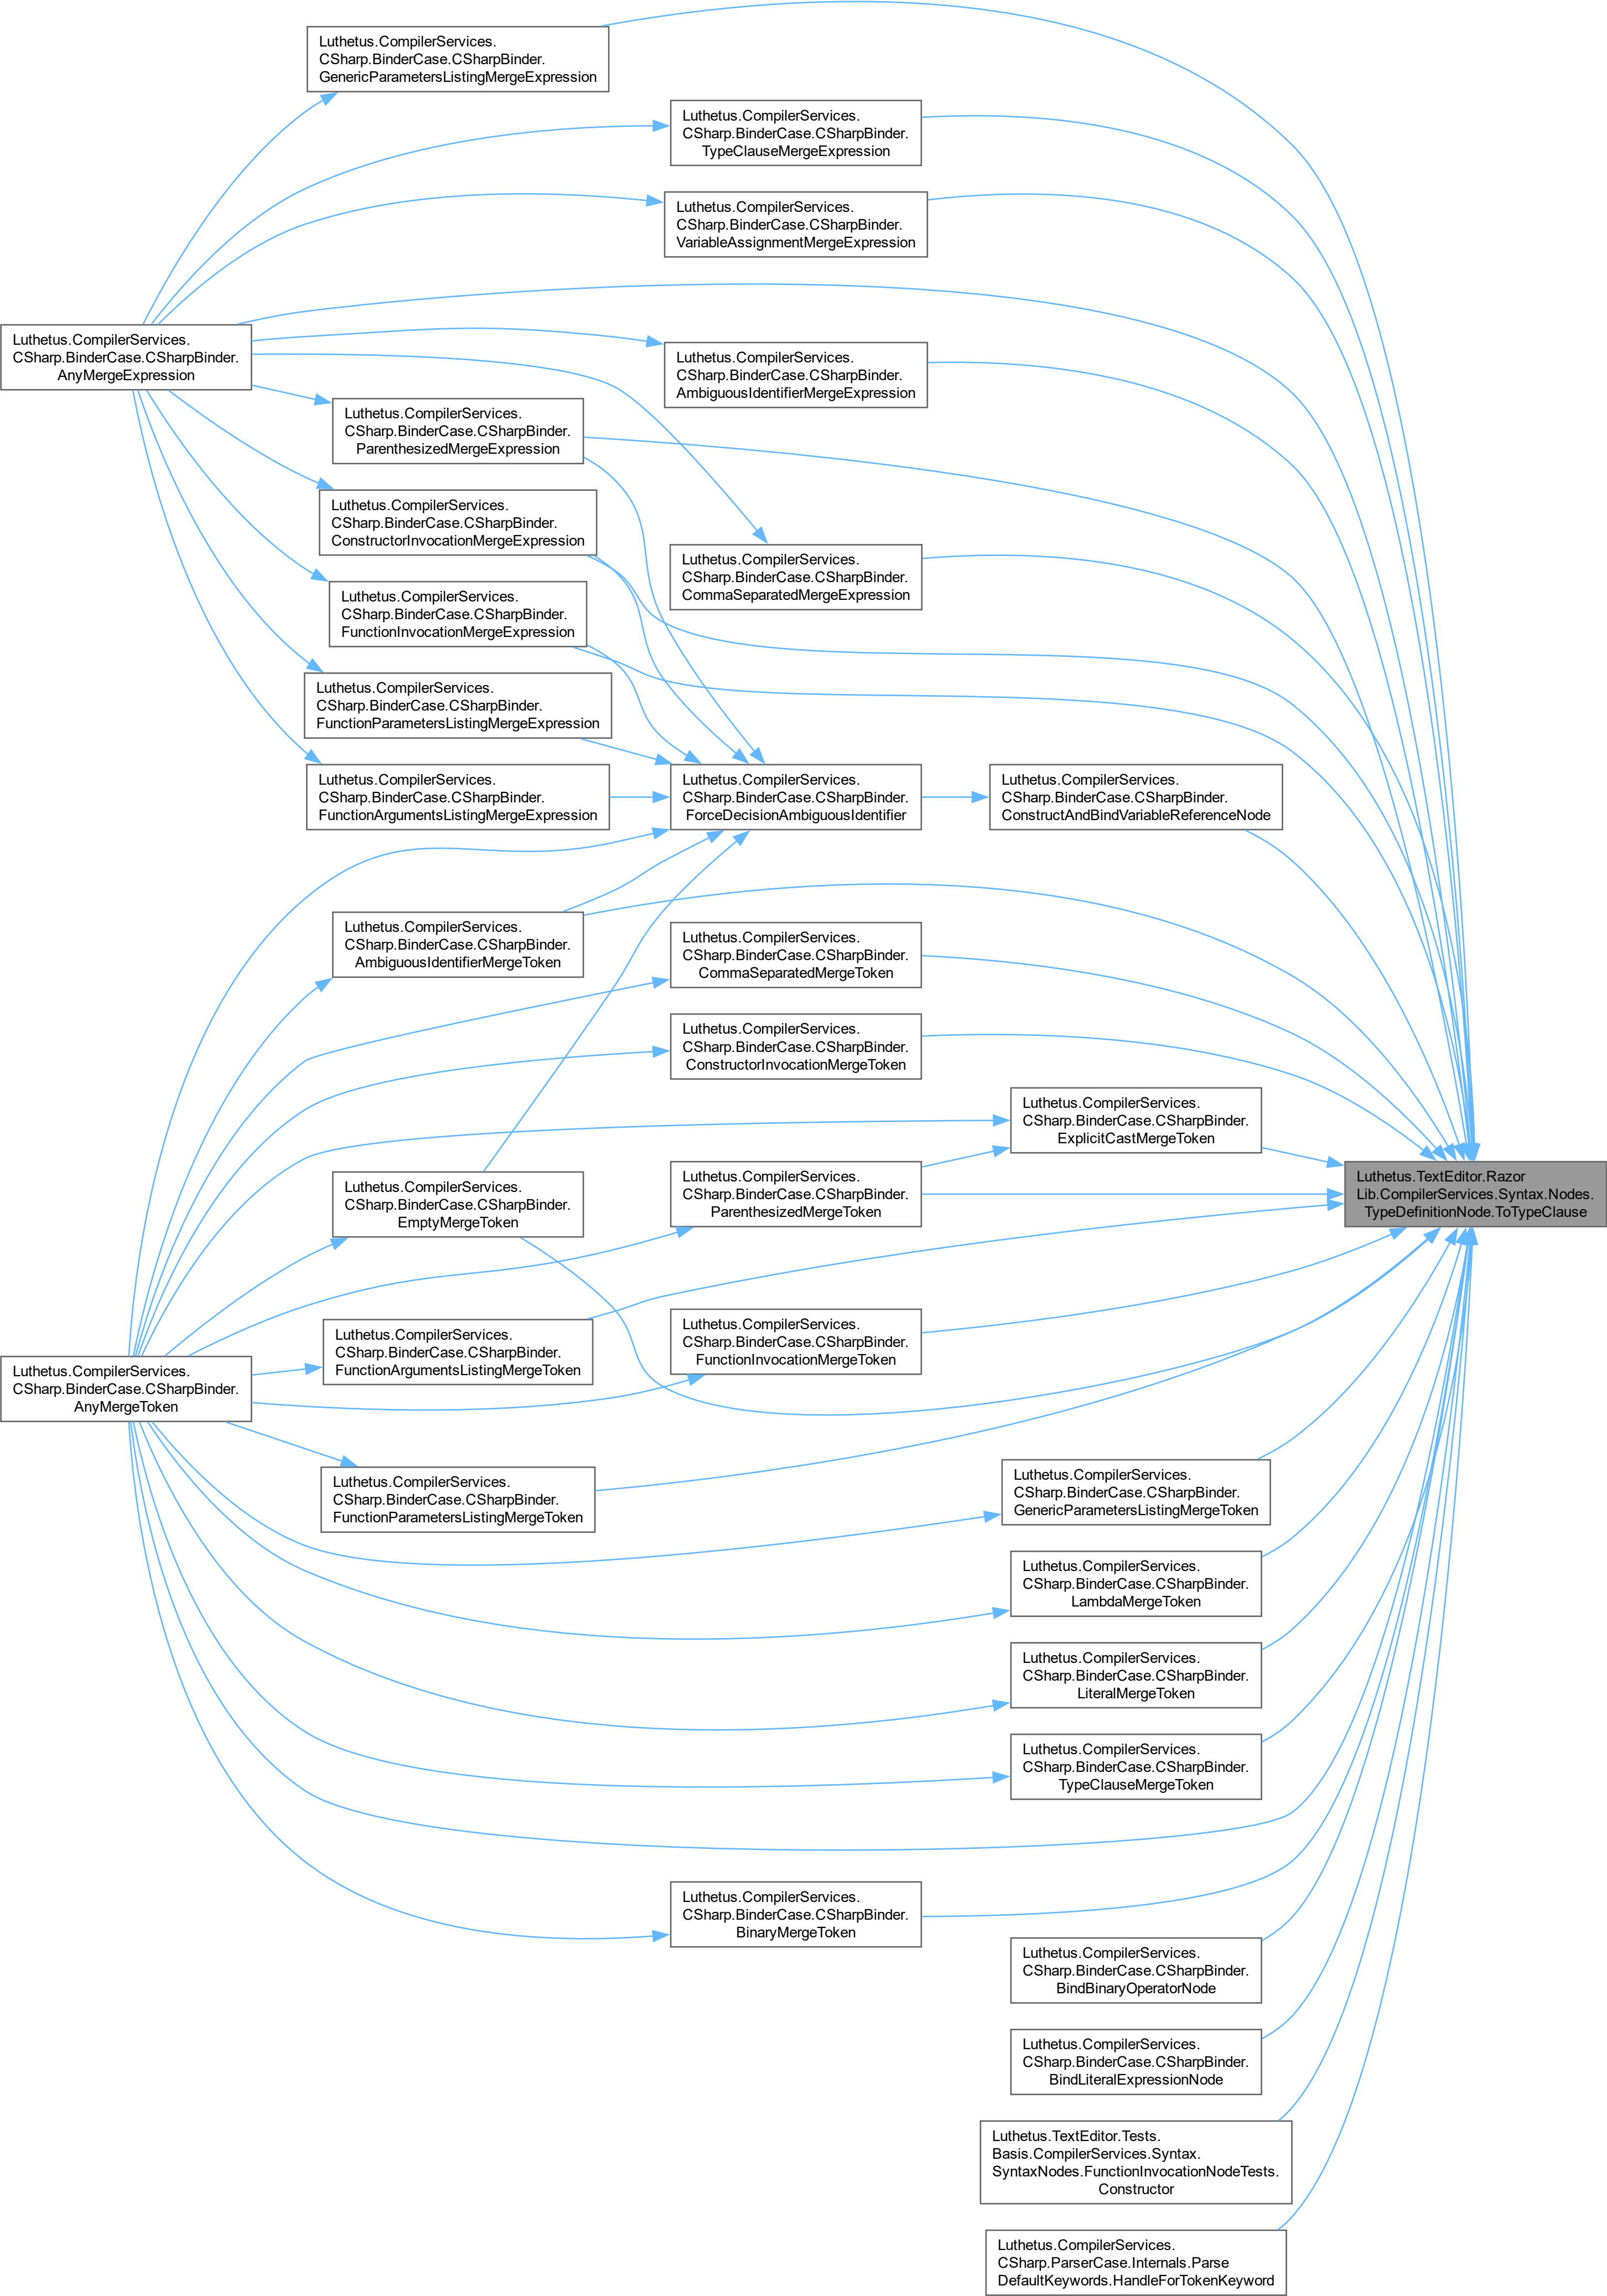 Luthetus.CompilerServices.
CSharp.BinderCase.CSharpBinder.
GenericParametersListingMergeExpression
Luthetus.CompilerServices.
CSharp.BinderCase.CSharpBinder.
TypeClauseMergeExpression
Luthetus.CompilerServices.
CSharp.BinderCase.CSharpBinder.
VariableAssignmentMergeExpression
Luthetus.CompilerServices.
CSharp.BinderCase.CSharpBinder.
AnyMergeExpression
Luthetus.CompilerServices.
CSharp.BinderCase.CSharpBinder.
AmbiguousIdentifierMergeExpression
Luthetus.CompilerServices.
CSharp.BinderCase.CSharpBinder.
ParenthesizedMergeExpression
Luthetus.CompilerServices.
CSharp.BinderCase.CSharpBinder.
ConstructorInvocationMergeExpression
Luthetus.CompilerServices.
CSharp.BinderCase.CSharpBinder.
CommaSeparatedMergeExpression
Luthetus.CompilerServices.
CSharp.BinderCase.CSharpBinder.
FunctionInvocationMergeExpression
Luthetus.CompilerServices.
CSharp.BinderCase.CSharpBinder.
FunctionParametersListingMergeExpression
Luthetus.CompilerServices.
CSharp.BinderCase.CSharpBinder.
FunctionArgumentsListingMergeExpression
Luthetus.CompilerServices.
CSharp.BinderCase.CSharpBinder.
ForceDecisionAmbiguousIdentifier
Luthetus.CompilerServices.
CSharp.BinderCase.CSharpBinder.
ConstructAndBindVariableReferenceNode
Luthetus.CompilerServices.
CSharp.BinderCase.CSharpBinder.
AmbiguousIdentifierMergeToken
Luthetus.CompilerServices.
CSharp.BinderCase.CSharpBinder.
CommaSeparatedMergeToken
Luthetus.CompilerServices.
CSharp.BinderCase.CSharpBinder.
ConstructorInvocationMergeToken
Luthetus.CompilerServices.
CSharp.BinderCase.CSharpBinder.
ExplicitCastMergeToken
Luthetus.CompilerServices.
CSharp.BinderCase.CSharpBinder.
EmptyMergeToken
Luthetus.CompilerServices.
CSharp.BinderCase.CSharpBinder.
ParenthesizedMergeToken
Luthetus.TextEditor.Razor
Lib.CompilerServices.Syntax.Nodes.
TypeDefinitionNode.ToTypeClause
Luthetus.CompilerServices.
CSharp.BinderCase.CSharpBinder.
AnyMergeToken
Luthetus.CompilerServices.
CSharp.BinderCase.CSharpBinder.
FunctionArgumentsListingMergeToken
Luthetus.CompilerServices.
CSharp.BinderCase.CSharpBinder.
FunctionInvocationMergeToken
Luthetus.CompilerServices.
CSharp.BinderCase.CSharpBinder.
FunctionParametersListingMergeToken
Luthetus.CompilerServices.
CSharp.BinderCase.CSharpBinder.
GenericParametersListingMergeToken
Luthetus.CompilerServices.
CSharp.BinderCase.CSharpBinder.
LambdaMergeToken
Luthetus.CompilerServices.
CSharp.BinderCase.CSharpBinder.
LiteralMergeToken
Luthetus.CompilerServices.
CSharp.BinderCase.CSharpBinder.
TypeClauseMergeToken
Luthetus.CompilerServices.
CSharp.BinderCase.CSharpBinder.
BinaryMergeToken
Luthetus.CompilerServices.
CSharp.BinderCase.CSharpBinder.
BindBinaryOperatorNode
Luthetus.CompilerServices.
CSharp.BinderCase.CSharpBinder.
BindLiteralExpressionNode
Luthetus.TextEditor.Tests.
Basis.CompilerServices.Syntax.
SyntaxNodes.FunctionInvocationNodeTests.
Constructor
Luthetus.CompilerServices.
CSharp.ParserCase.Internals.Parse
DefaultKeywords.HandleForTokenKeyword